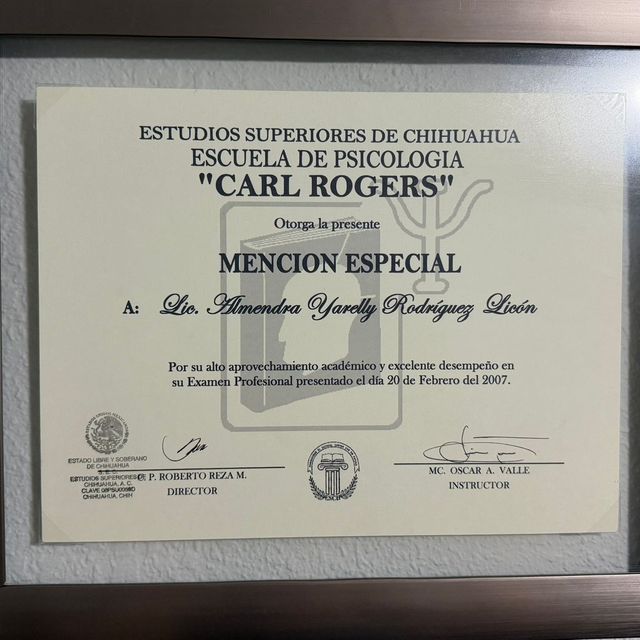 ESTUDIOS SUPERIORES DE CHIHUAHUA
ESCUELA DE PSICOLOGIA
"CARL ROGERS"
Otorga la presente
MENCION ESPECIAL
A: Lic. Almendra Yarelly Rodríguez Licón
Por su alto aprovechamiento académico y excelente desempeño en
su Examen Profesional presentado el día 20 de Febrero del 2007.
ESTADO LIBRE Y SOBERANO
DE CHIHUAHUA
S.E.C.
ESTUDIOS SUPERIORES
CHIHUAHUA, A. C.
CLAVE
CHIHUAHUA, CHIH
P. ROBERTO REZA M.
DIRECTOR
MC. OSCAR A. VALLE
INSTRUCTOR